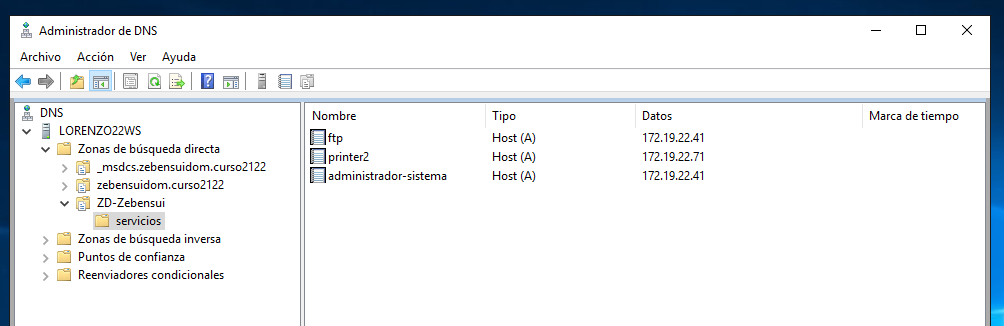 Administrador de DNS
Archivo Acción Ver Ayuda
DNS
LORENZO22WS
Zonas de búsqueda directa
_msdcs.zebensuidom.curso2122
zebensuidom.curso2122
ZD-Zebensui
servicios
Zonas de búsqueda inversa
Puntos de confianza
Reenviadores condicionales
Nombre Tipo Datos Marca de tiempo
ftp Host (A) 172.19.22.41
printer2 Host (A) 172.19.22.71
administrador-sistema Host (A) 172.19.22.41